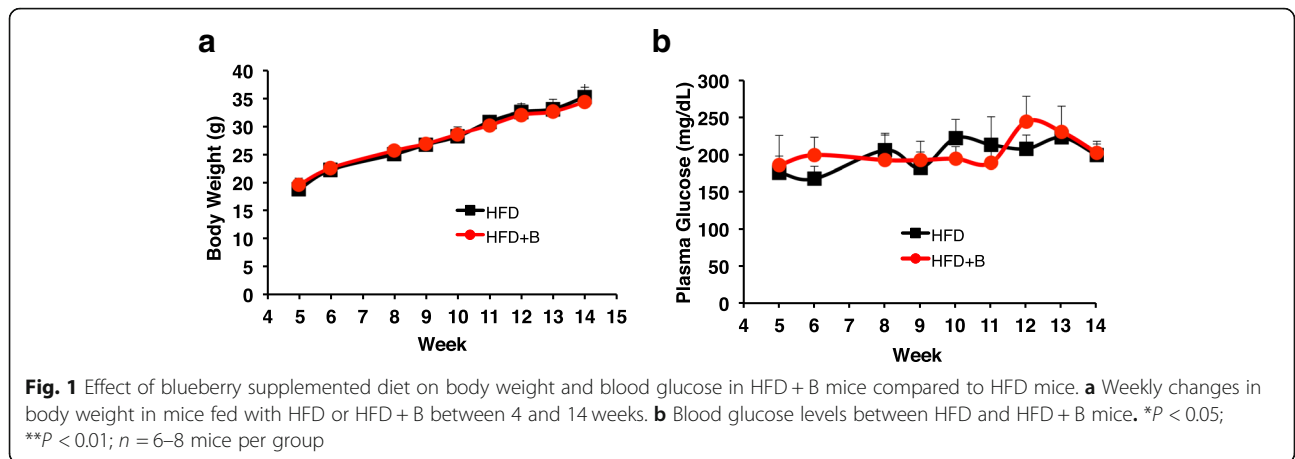 a
40
35
30
25
20
15
10
5
0
Body Weight (g)
HFD
HFD+B
4 5 6 7 8 9 10 11 12 13 14 15
Week
b
300
250
200
150
100
50
0
Plasma Glucose (mg/dL)
HFD
HFD+B
4 5 6 7 8 9 10 11 12 13 14
Week
Fig. 1 Effect of blueberry supplemented diet on body weight and blood glucose in HFD + B mice compared to HFD mice. a Weekly changes in
body weight in mice fed with HFD or HFD + B between 4 and 14 weeks. b Blood glucose levels between HFD and HFD + B mice. *P < 0.05;
**P < 0.01; n = 6–8 mice per group